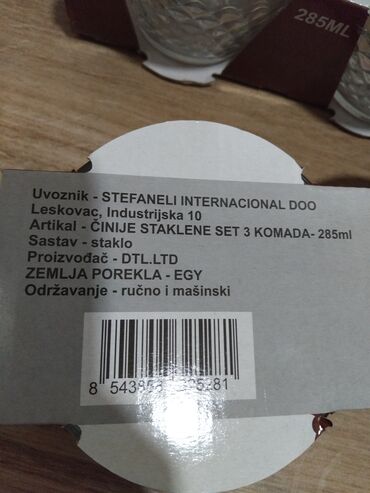 285ML
Uvoznik - STEFANELI INTERNACIONAL DOO
Leskovac, Industrijska 10
Artikal - ČINIJE STAKLENE SET 3 KOMADA- 285ml
Sastav - staklo
Proizvođač - DTL.LTD
ZEMLJA POREKLA - EGY
Održavanje - ručno i mašinski
8